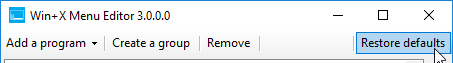 Win+X Menu Editor 3.0.0.0
Add a program Create a group Remove Restore defaults